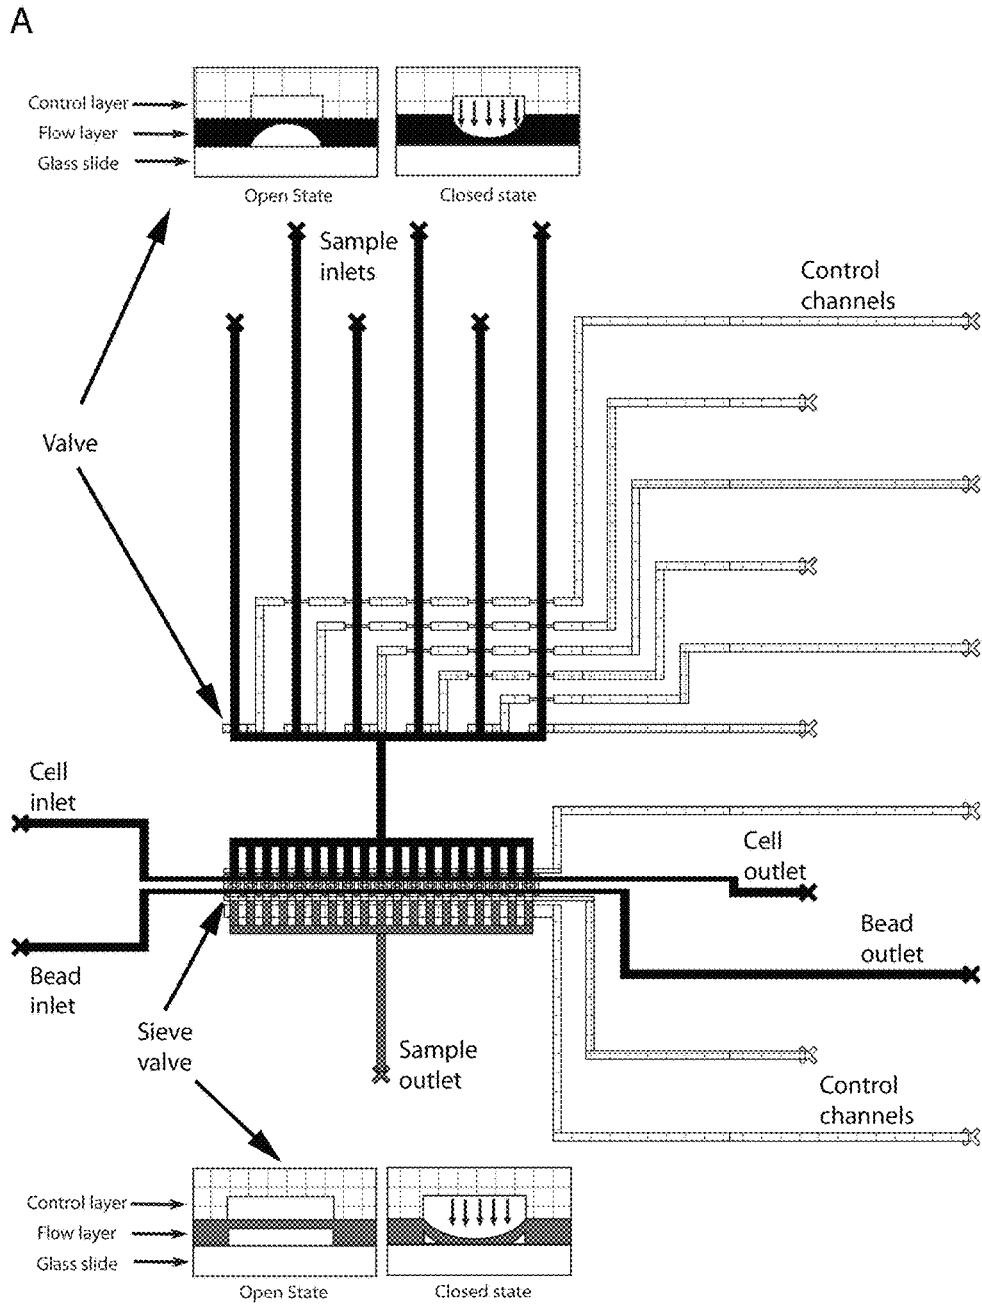 A
Control layer
Flow layer
Glass slide
Open State
Closed state
Sample
inlets
Control
channels
Valve
Cell
inlet
Cell
outlet
Bead
outlet
Bead
inlet
Sieve
valve
Sample
outlet
Control
channels
Control layer
Flow layer
Glass slide
Open State
Closed state